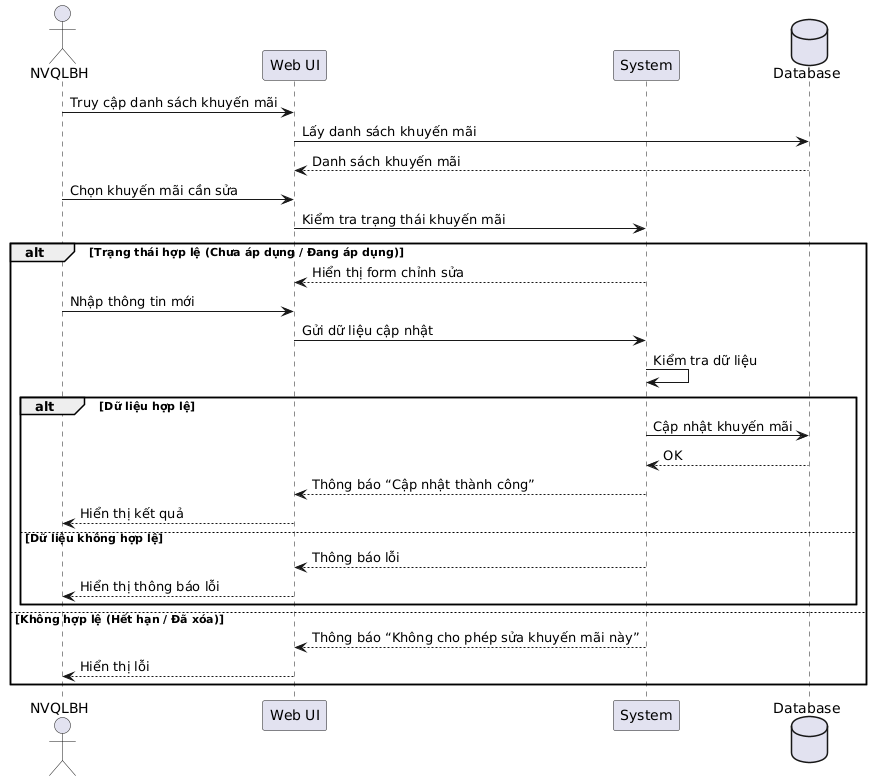 NVQLBH
Web UI
System
Database
Truy cập danh sách khuyến mãi
Lấy danh sách khuyến mãi
Danh sách khuyến mãi
Chọn khuyến mãi cần sửa
Kiểm tra trạng thái khuyến mãi
alt [Trạng thái hợp lệ (Chưa áp dụng / Đang áp dụng)]
Hiển thị form chỉnh sửa
Nhập thông tin mới
Gửi dữ liệu cập nhật
Kiểm tra dữ liệu
alt [Dữ liệu hợp lệ]
Cập nhật khuyến mãi
OK
Thông báo “Cập nhật thành công”
Hiển thị kết quả
[Dữ liệu không hợp lệ]
Thông báo lỗi
Hiển thị thông báo lỗi
[Không hợp lệ (Hết hạn / Đã xóa)]
Thông báo “Không cho phép sửa khuyến mãi này”
Hiển thị lỗi
NVQLBH
Web UI
System
Database